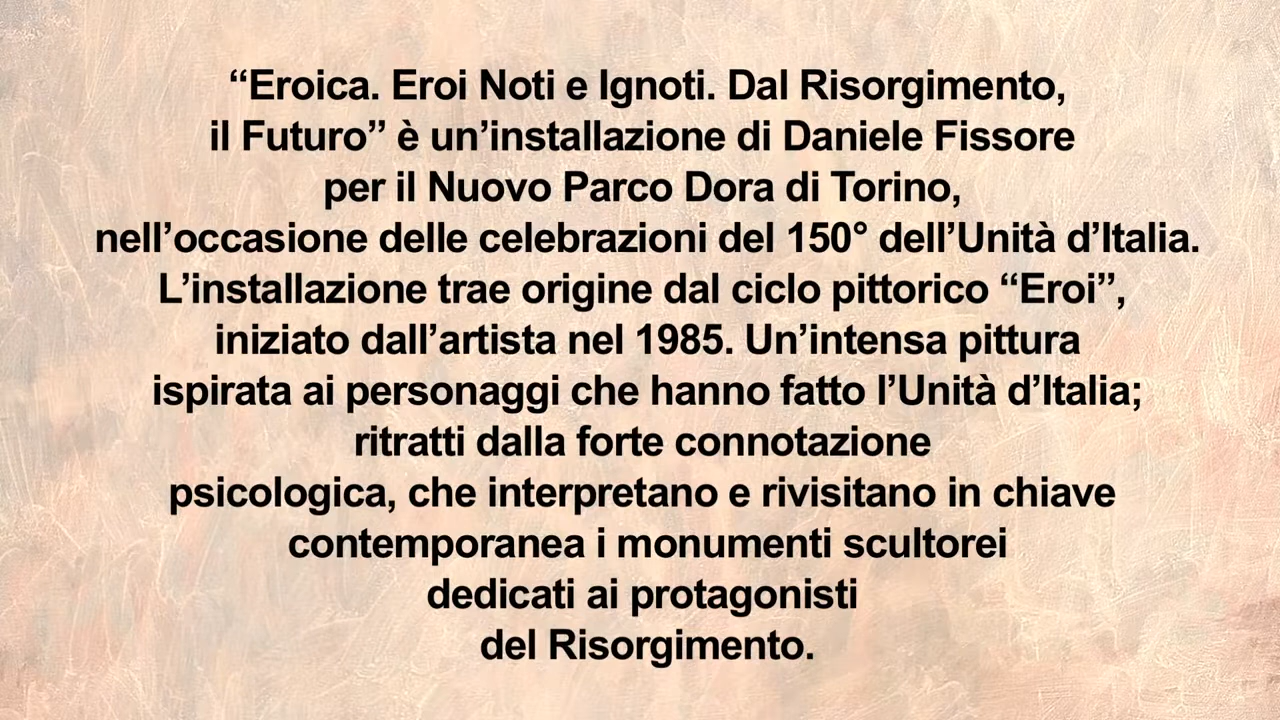 “Eroica. Eroi Noti e Ignoti. Dal Risorgimento,
il Futuro” è un’installazione di Daniele Fissore
per il Nuovo Parco Dora di Torino,
nell’occasione delle celebrazioni del 150° dell’Unità d’Italia.
L’installazione trae origine dal ciclo pittorico “Eroi”,
iniziato dall’artista nel 1985. Un’intensa pittura
ispirata ai personaggi che hanno fatto l’Unità d’Italia;
ritratti dalla forte connotazione
psicologica, che interpretano e rivisitano in chiave
contemporanea i monumenti scultorei
dedicati ai protagonisti
del Risorgimento.